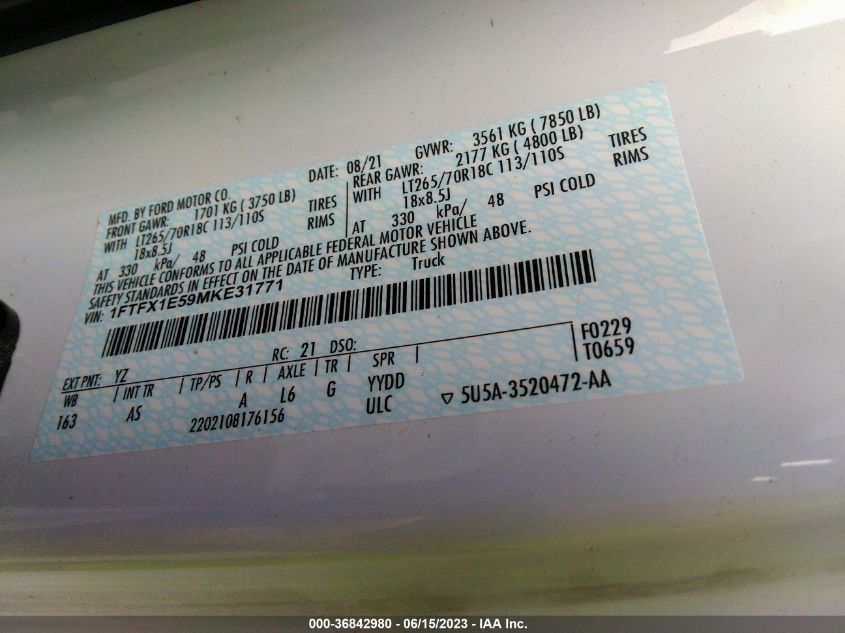 MFD. BY FORD MOTOR CO.
DATE: 08/21 GVWR: 3561 KG ( 7850 LB)
FRONT GAWR: 1701 KG ( 3750 LB)
WITH LT265/70R18C 113/110S TIRES
18x8.5J RIMS
AT 330 kPa/ 48 PSI COLD
REAR GAWR: 2177 KG ( 4800 LB)
WITH LT265/70R18C 113/110S TIRES
18x8.5J RIMS
AT 330 kPa/ 48 PSI COLD
THIS VEHICLE CONFORMS TO ALL APPLICABLE FEDERAL MOTOR VEHICLE
SAFETY STANDARDS IN EFFECT ON THE DATE OF MANUFACTURE SHOWN ABOVE.
VIN: 1FTFX1E59MKE31771 TYPE: Truck
F0229
T0659
EXT PNT: YZ RC: 21 DSO:
WB INT TR TP/PS R AXLE TR SPR
163 AS A L6 G YYDD
2202108176156 ULC ▽ 5U5A-3520472-AA
000-36842980 - 06/15/2023 - IAA Inc.